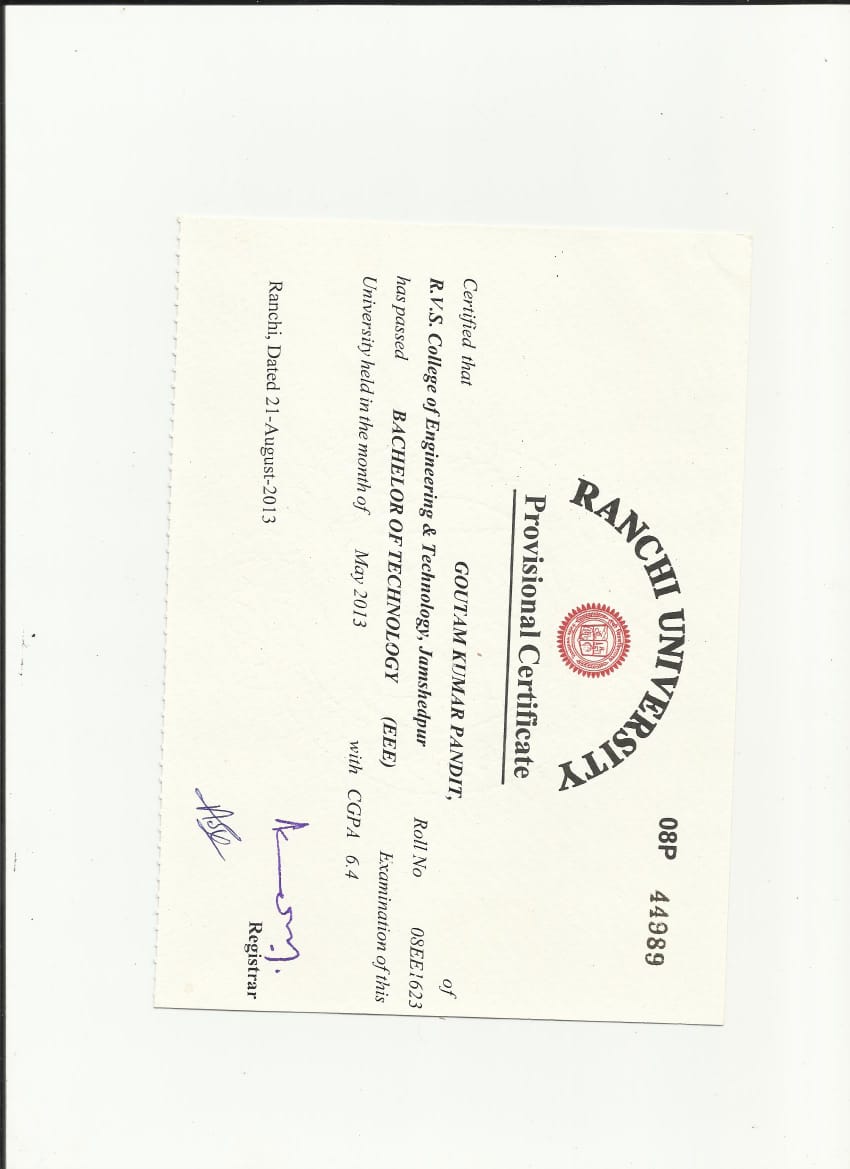 RANCHI UNIVERSITY
08P 44989
Provisional Certificate
Certified that GOUTAM KUMAR PANDIT, of
R.V.S. College of Engineering & Technology, Jamshedpur Roll No 08EE1623
has passed BACHELOR OF TECHNOLOGY (EEE) Examination of this
University held in the month of May 2013 with CGPA 6.4
Ranchi, Dated 21-August-2013
Registrar